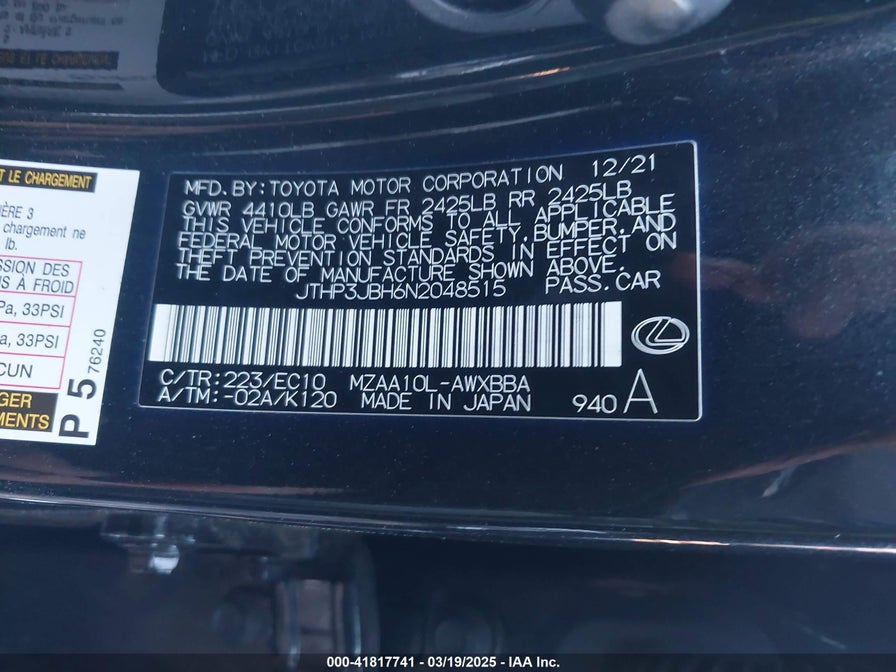 MFD. BY: TOYOTA MOTOR CORPORATION 12/21
GVWR 4410LB GAWR FR 2425LB RR 2425LB
THIS VEHICLE CONFORMS TO ALL APPLICABLE
FEDERAL MOTOR VEHICLE SAFETY, BUMPER, AND
THEFT PREVENTION STANDARDS IN EFFECT ON
THE DATE OF MANUFACTURE SHOWN ABOVE.
JTHP3JBH6N2048515 PASS.CAR
C/TR: 223/EC10 MZAA10L-AWXBBA
A/TM: -02A/K120 MADE IN JAPAN 940 A
T LE CHARGEMENT
IÈRE 3
chargement ne
lb.
SSION DES
S À FROID
Pa, 33PSI
a, 33PSI
CUN
GER
EMENTS
P 5 76240
000-41817741 / 03/19/2025 - IAA Inc.